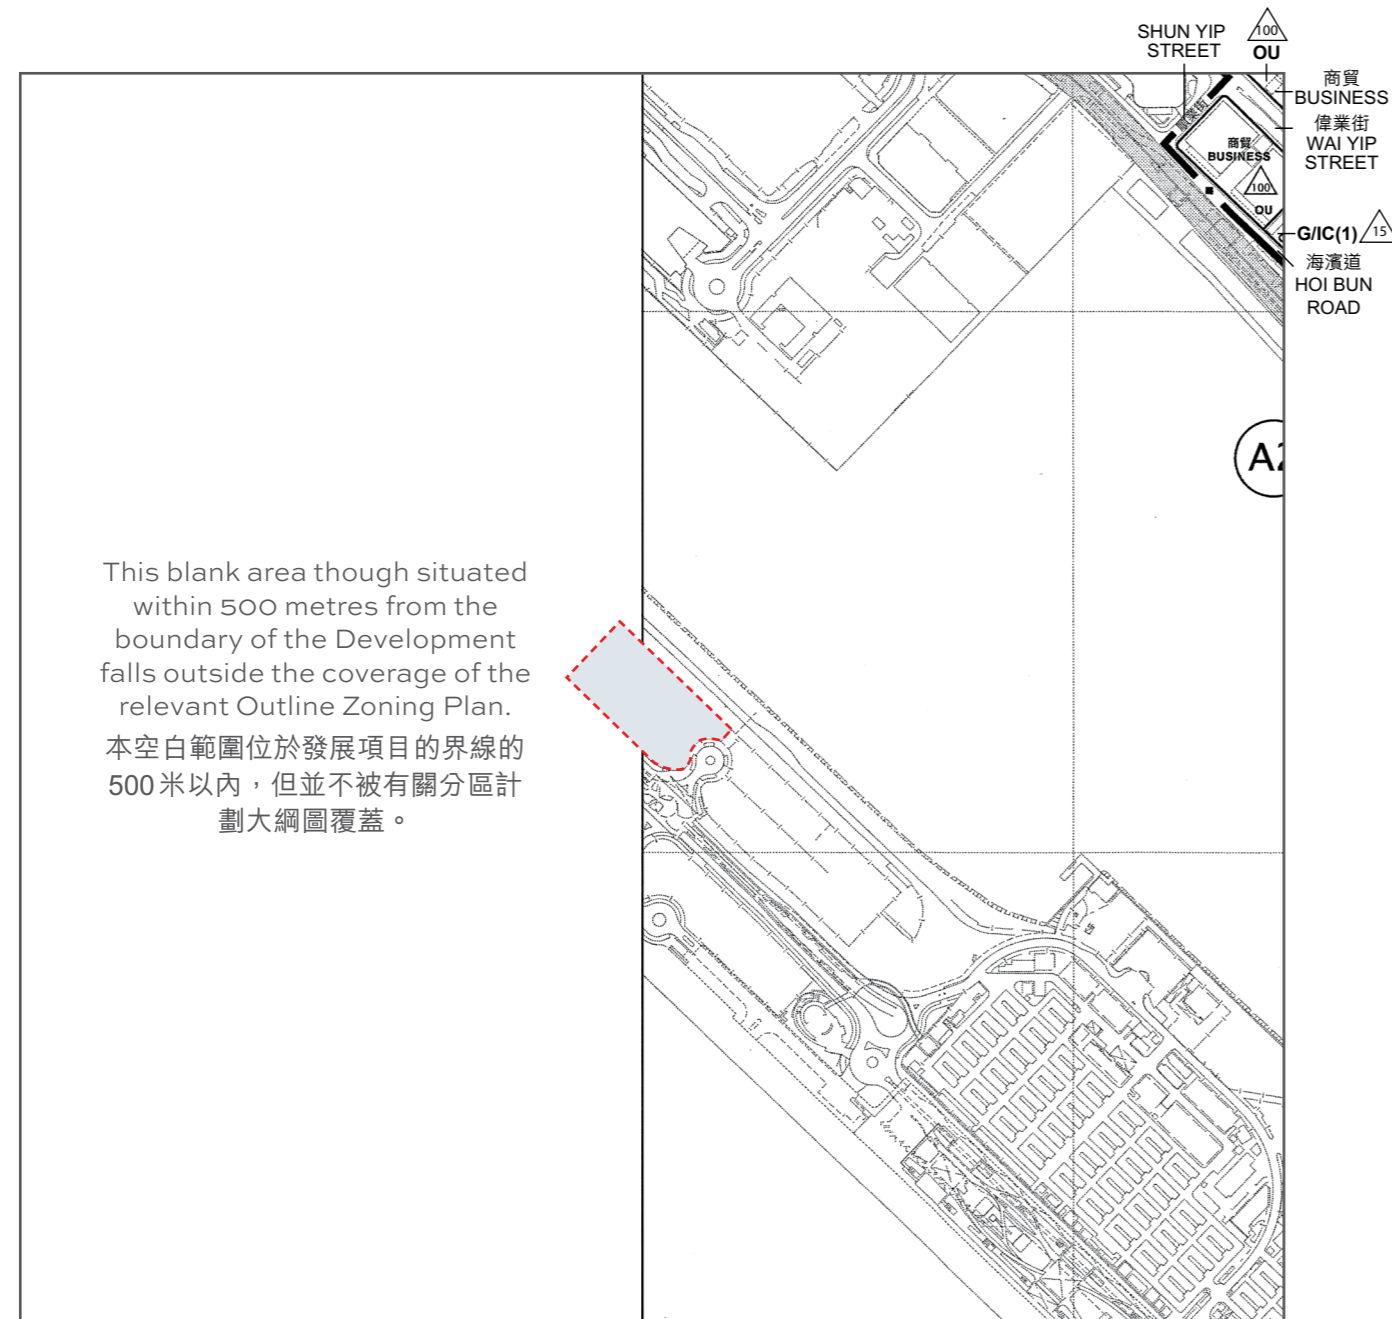 SHUN YIP
STREET
100
OU
商貿
BUSINESS
偉業街
WAI YIP
STREET
商貿
BUSINESS
100
OU
G/IC(1)
15
海濱道
HOI BUN
ROAD
This blank area though situated
within 500 metres from the
boundary of the Development
falls outside the coverage of the
relevant Outline Zoning Plan.
本空白範圍位於發展項目的界線的
500米以內，但並不被有關分區計
劃大綱圖覆蓋。